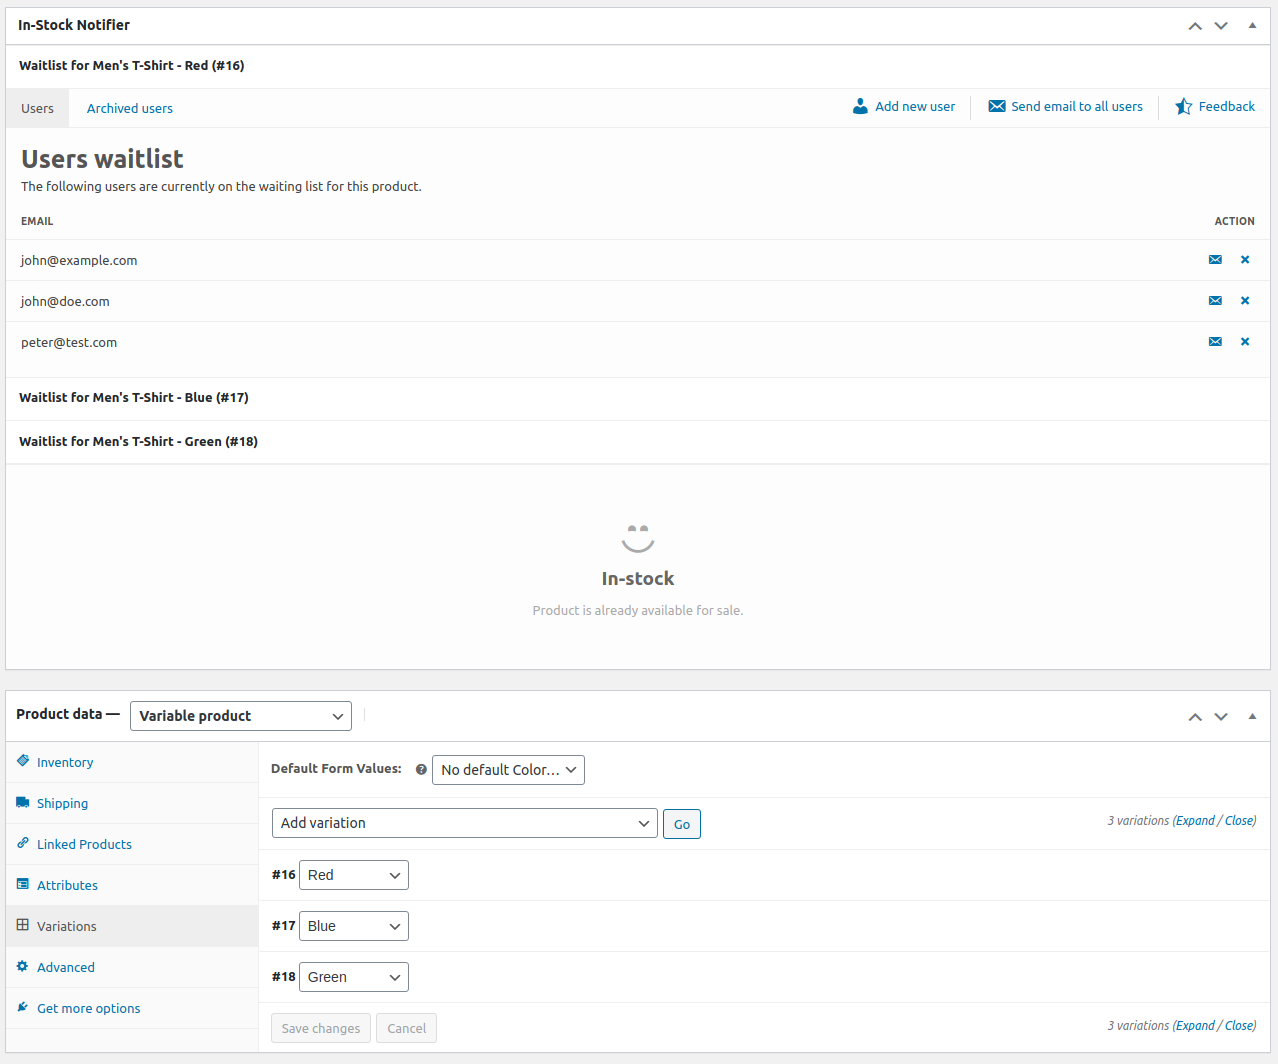 In-Stock Notifier
Waitlist for Men's T-Shirt - Red (#16)
Users Archived users Add new user Send email to all users Feedback
Users waitlist
The following users are currently on the waiting list for this product.
EMAIL ACTION
john@example.com
john@doe.com
peter@test.com
Waitlist for Men's T-Shirt - Blue (#17)
Waitlist for Men's T-Shirt - Green (#18)
In-stock
Product is already available for sale.
Product data — Variable product
Inventory
Shipping
Linked Products
Attributes
Variations
Advanced
Get more options
Default Form Values: ? No default Color...
Add variation Go 3 variations (Expand / Close)
#16 Red
#17 Blue
#18 Green
Save changes Cancel 3 variations (Expand / Close)